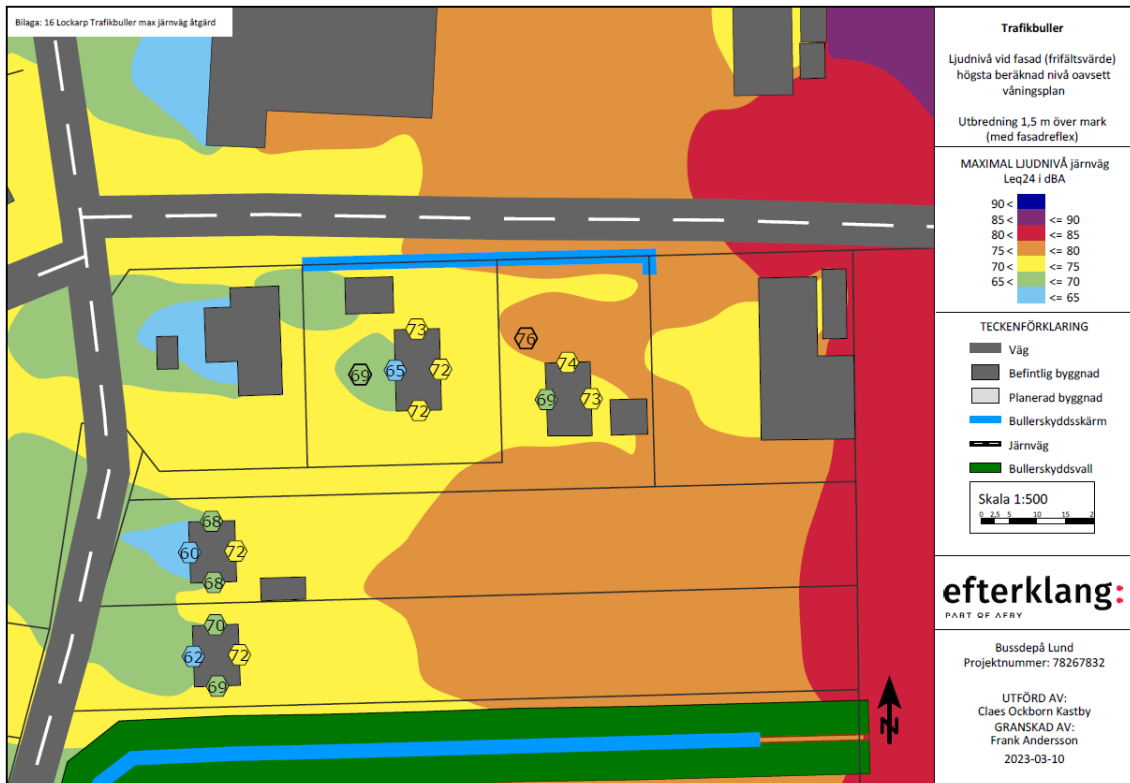 Bilaga: 16 Lockarp Trafikbuller max järnväg åtgärd
Trafikbuller
Ljudnivå vid fasad (frifältsvärde)
högsta beräknad nivå oavsett
våningsplan
Utbredning 1,5 m över mark
(med fasadreflex)
MAXIMAL LJUDNIVÅ järnväg
Leq24 i dBA
90 <
85 < <= 90
80 < <= 85
75 < <= 80
70 < <= 75
65 < <= 70
<= 65
TECKENFÖRKLARING
Väg
Befintlig byggnad
Planerad byggnad
Bullerskyddsskärm
Järnväg
Bullerskyddsvall
Skala 1:500
0 2,5 5 10 15 2
efterklang:
PART OF AFRY
Bussdepå Lund
Projektnummer: 78267832
UTFÖRD AV:
Claes Ockborn Kastby
GRANSKAD AV:
Frank Andersson
2023-03-10
N
73
76
69
65
72
74
72
69
73
68
60
72
68
70
62
72
69